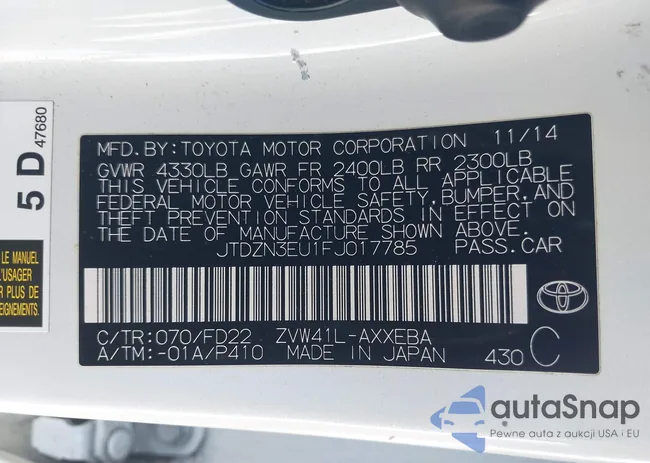 MFD.BY:TOYOTA MOTOR CORPORATION 11/14
GVWR 4330LB GAWR FR 2400LB RR 2300LB
THIS VEHICLE CONFORMS TO ALL APPLICABLE
FEDERAL MOTOR VEHICLE SAFETY,BUMPER,AND
THEFT PREVENTION STANDARDS IN EFFECT ON
THE DATE OF MANUFACTURE SHOWN ABOVE.
JTDZN3EU1FJ017785 PASS.CAR
C/TR:070/FD22 ZVW41L-AXXEBA
A/TM:-01A/P410 MADE IN JAPAN 430 C
5 D 47680
LE MANUEL
L'USAGER
PLUS DE
autaSnap
Pewne auta z aukcji USA i EU